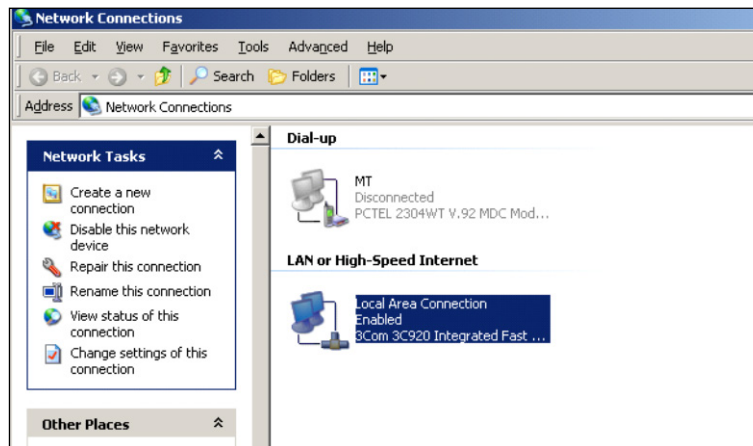 Network Connections
File Edit View Favorites Tools Advanced Help
Back Search Folders
Address Network Connections
Network Tasks
Create a new
connection
Disable this network
device
Repair this connection
Rename this connection
View status of this
connection
Change settings of this
connection
Other Places
Dial-up
MT
Disconnected
PCTEL 2304WT V.92 MDC Mod...
LAN or High-Speed Internet
Local Area Connection
Enabled
3Com 3C920 Integrated Fast ...